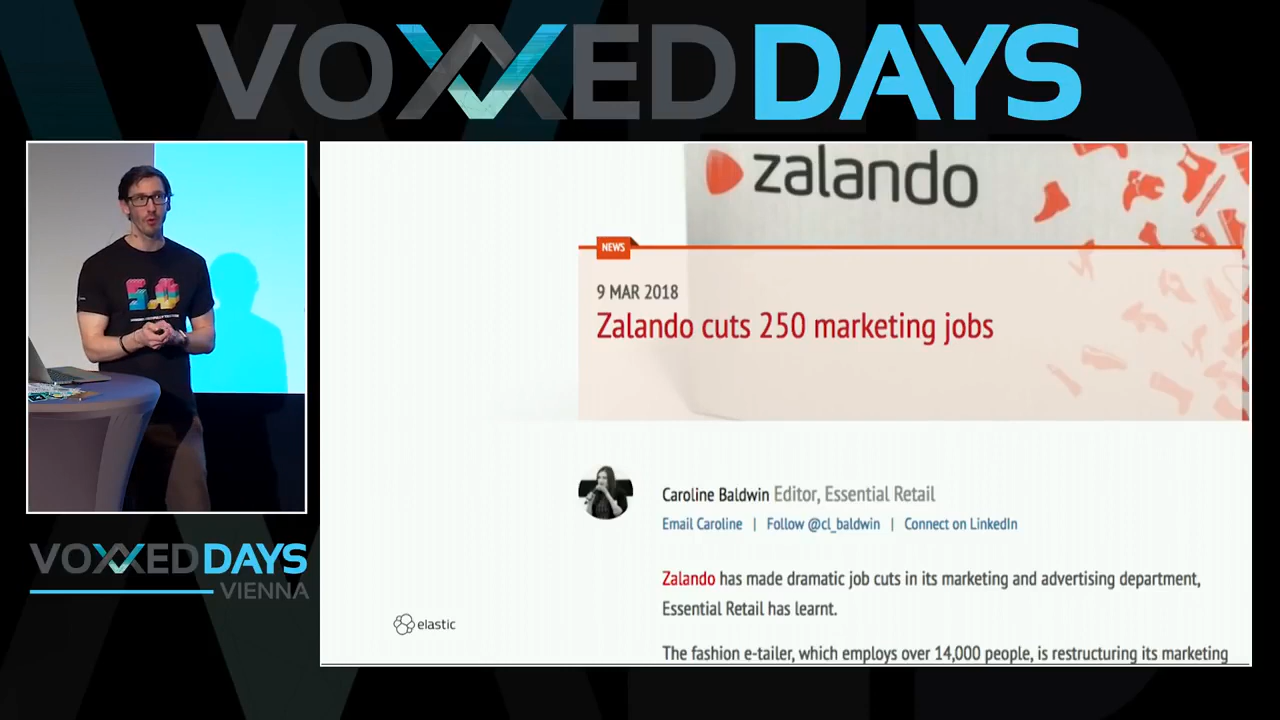 VOXXED DAYS
zalando
NEWS
9 MAR 2018
Zalando cuts 250 marketing jobs
Caroline Baldwin Editor, Essential Retail
Email Caroline | Follow @cl_baldwin | Connect on LinkedIn
Zalando has made dramatic job cuts in its marketing and advertising department,
Essential Retail has learnt.
The fashion e-tailer, which employs over 14,000 people, is restructuring its marketing
elastic
5.0
VOXXED DAYS
VIENNA